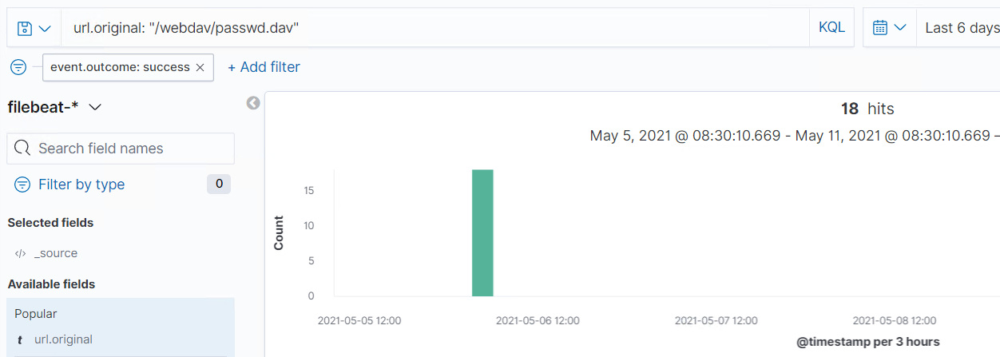 url.original: "/webdav/passwd.dav"
KQL
Last 6 days
event.outcome: success
+ Add filter
filebeat-*
18 hits
May 5, 2021 @ 08:30:10.669 - May 11, 2021 @ 08:30:10.669 –
Search field names
Filter by type
0
Selected fields
</> _source
Available fields
Popular
t url.original
Count
15
10
5
0
2021-05-05 12:00
2021-05-06 12:00
2021-05-07 12:00
2021-05-08 12:00
@timestamp per 3 hours